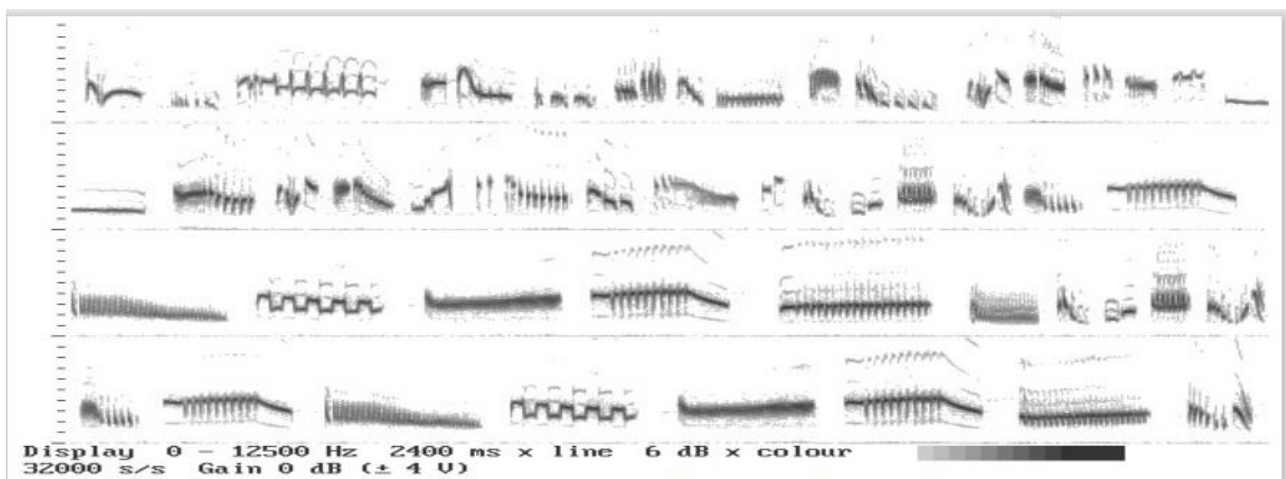 Display 0 - 12500 Hz 2400 ms x line 6 dB x colour
32000 s/s Gain 0 dB (± 4 V)